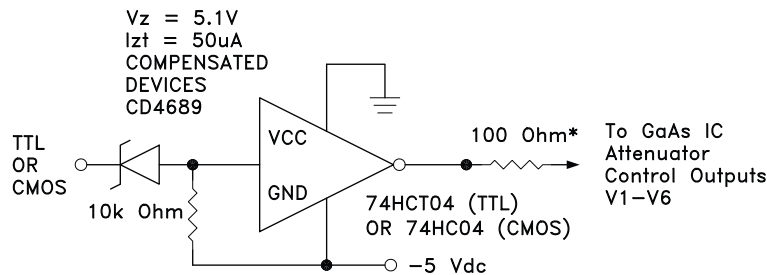 Vz = 5.1V
Izt = 50uA
COMPENSATED
DEVICES
CD4689
TTL
OR
CMOS
10k Ohm
VCC
GND
100 Ohm*
74HCT04 (TTL)
OR 74HC04 (CMOS)
-5 Vdc
To GaAs IC
Attenuator
Control Outputs
V1-V6